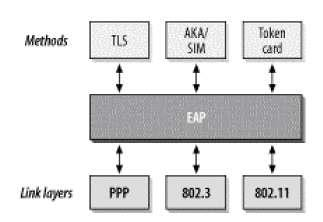 Methods
TLS
AKA/
SIM
Token
card
EAP
Link layers
PPP
802.3
802.11